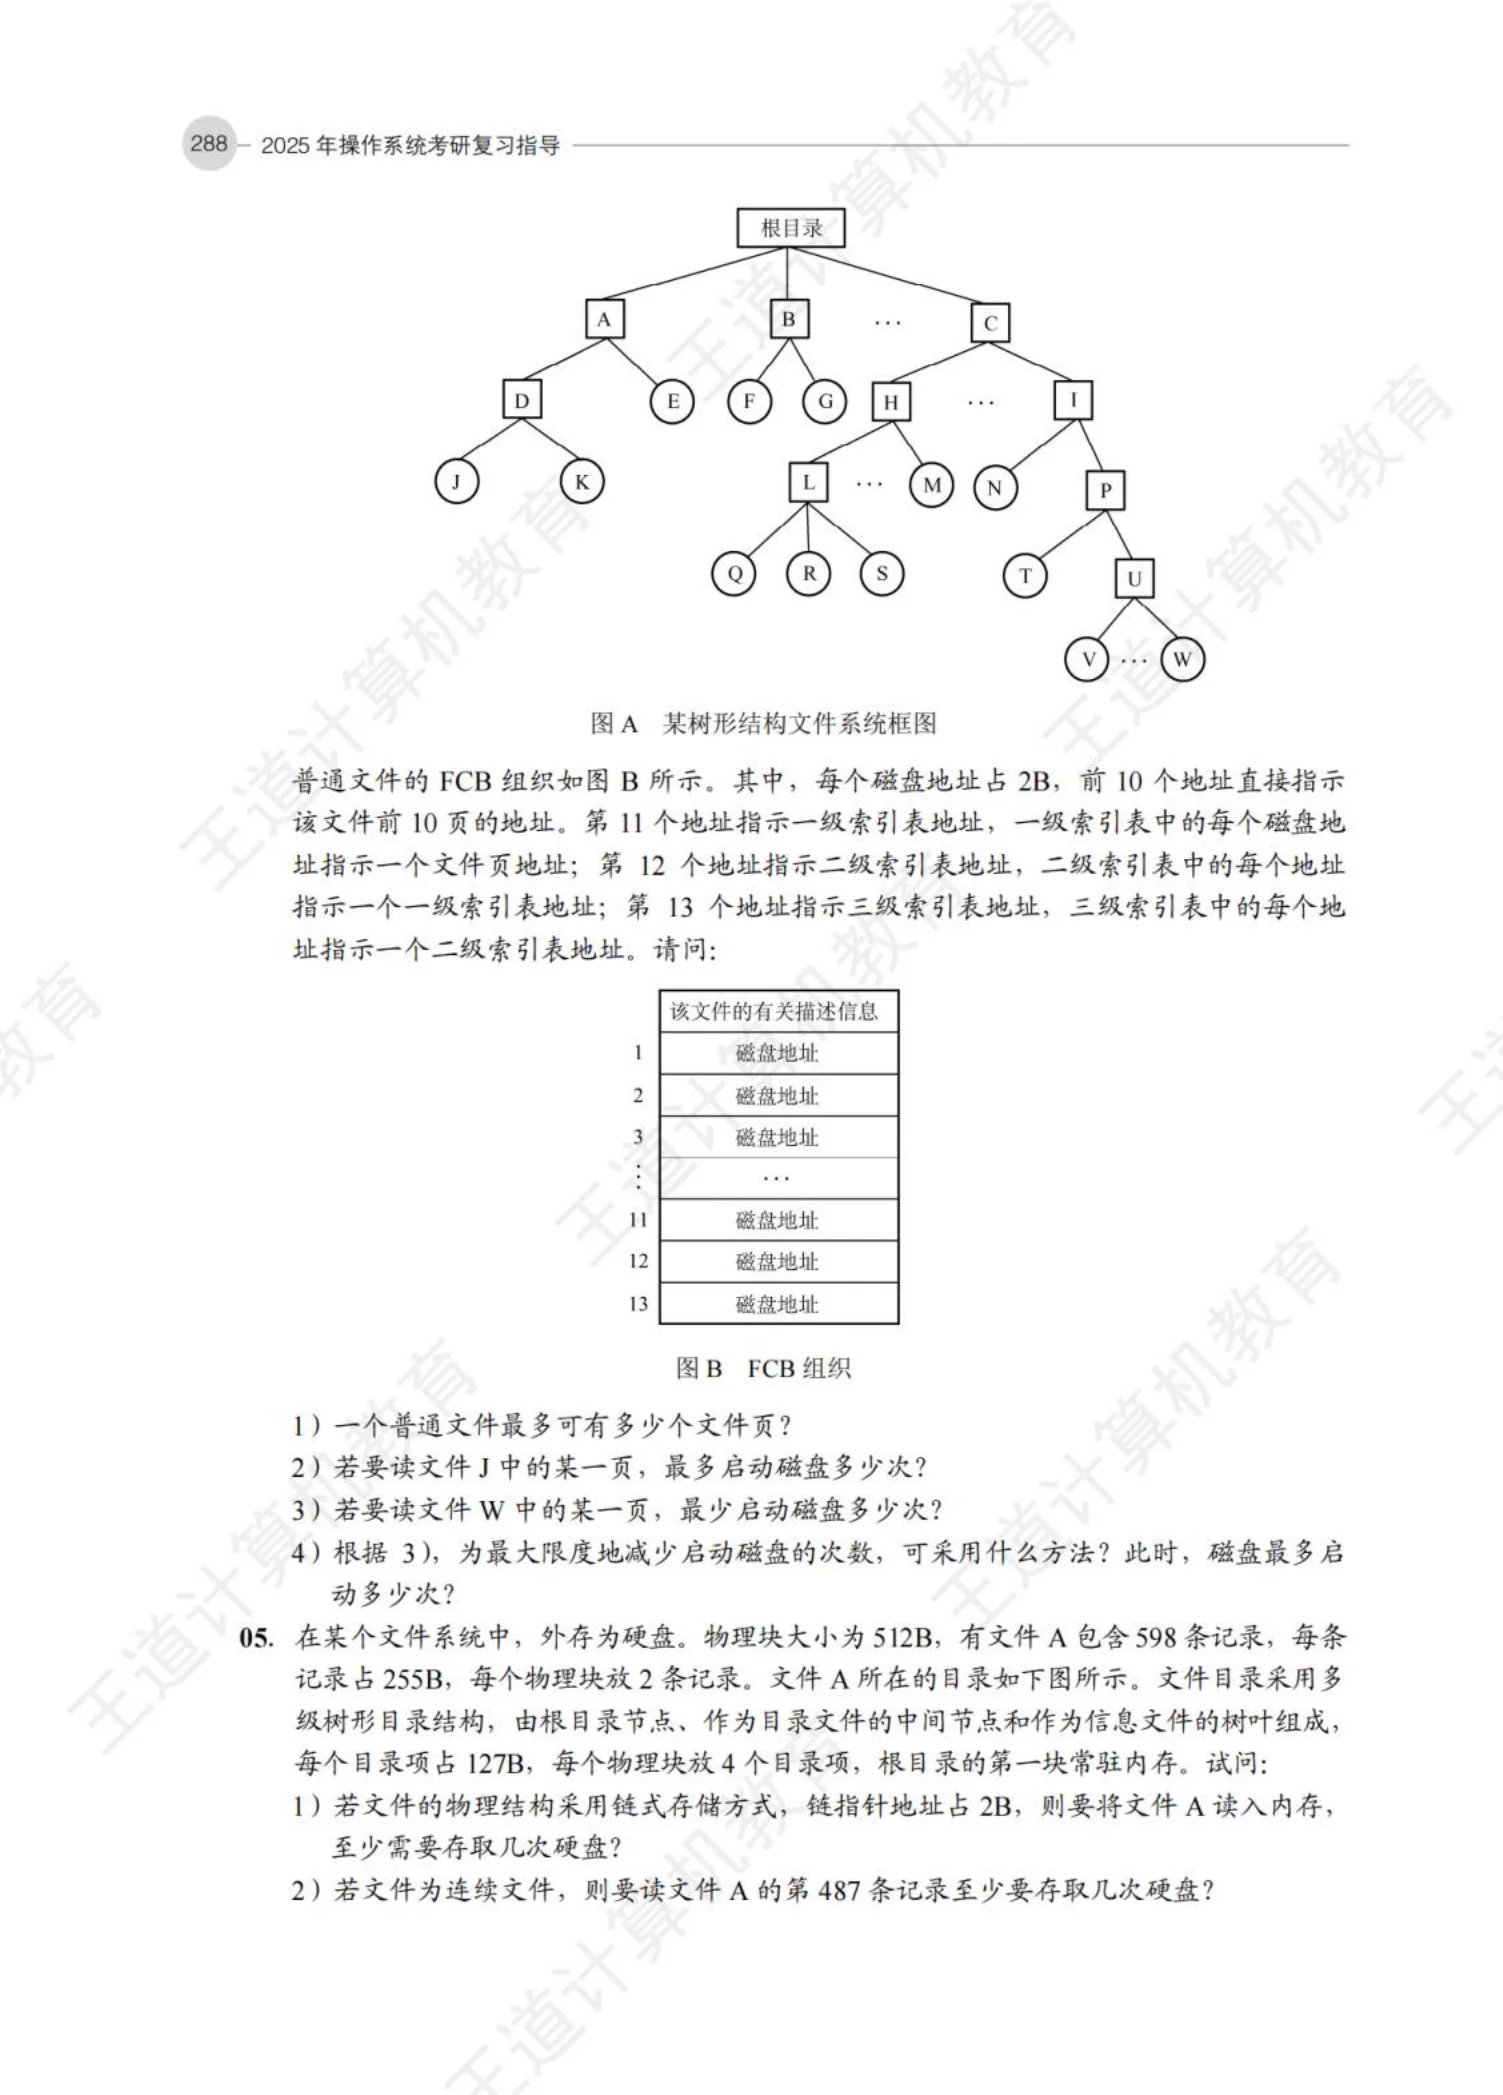 288 2025 年操作系统考研复习指导
根目录
A B … C
D E F G H … I
J K L … M N P
Q R S T U
V … W
图 A 某树形结构文件系统框图
普通文件的 FCB 组织如图 B 所示。其中，每个磁盘地址占 2B，前 10 个地址直接指示
该文件前 10 页的地址。第 11 个地址指示一级索引表地址，一级索引表中的每个磁盘地
址指示一个文件页地址；第 12 个地址指示二级索引表地址，二级索引表中的每个地址
指示一个一级索引表地址；第 13 个地址指示三级索引表地址，三级索引表中的每个地
址指示一个二级索引表地址。请问：
该文件的有关描述信息
1 磁盘地址
2 磁盘地址
3 磁盘地址
⋮ …
11 磁盘地址
12 磁盘地址
13 磁盘地址
图 B FCB 组织
1）一个普通文件最多可有多少个文件页？
2）若要读文件 J 中的某一页，最多启动磁盘多少次？
3）若要读文件 W 中的某一页，最少启动磁盘多少次？
4）根据 3），为最大限度地减少启动磁盘的次数，可采用什么方法？此时，磁盘最多启
动多少次？
05. 在某个文件系统中，外存为硬盘。物理块大小为 512B，有文件 A 包含 598 条记录，每条
记录占 255B，每个物理块放 2 条记录。文件 A 所在的目录如下图所示。文件目录采用多
级树形目录结构，由根目录节点、作为目录文件的中间节点和作为信息文件的树叶组成，
每个目录项占 127B，每个物理块放 4 个目录项，根目录的第一块常驻内存。试问：
1）若文件的物理结构采用链式存储方式，链指针地址占 2B，则要将文件 A 读入内存，
至少需要存取几次硬盘？
2）若文件为连续文件，则要读文件 A 的第 487 条记录至少要存取几次硬盘？
王道计算机教育